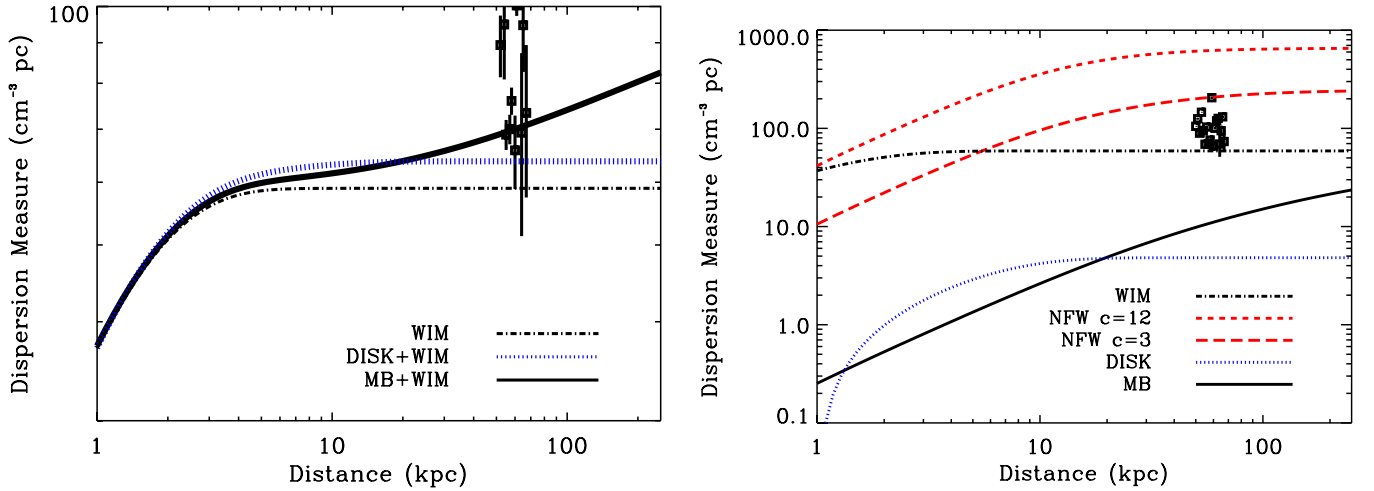 100
Dispersion Measure (cm⁻³ pc)
WIM
DISK+WIM
MB+WIM
1
10
100
Distance (kpc)
1000.0
100.0
10.0
1.0
0.1
Dispersion Measure (cm⁻³ pc)
WIM
NFW c=12
NFW c=3
DISK
MB
1
10
100
Distance (kpc)